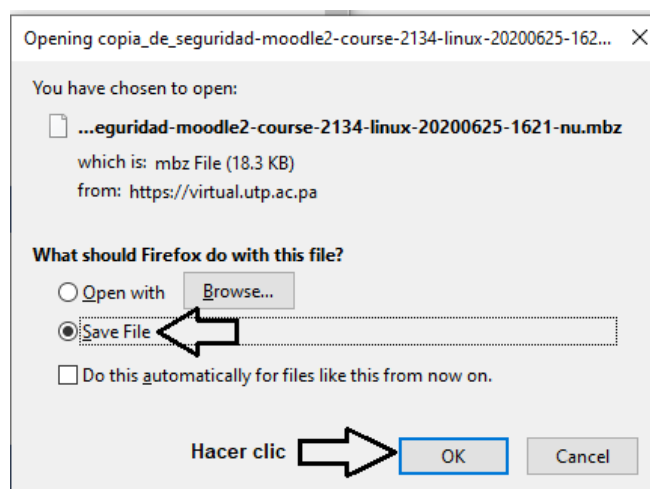 Opening copia_de_seguridad-moodle2-course-2134-linux-20200625-162...
You have chosen to open:
...eguridad-moodle2-course-2134-linux-20200625-1621-nu.mbz
which is: mbz File (18.3 KB)
from: https://virtual.utp.ac.pa
What should Firefox do with this file?
Open with Browse...
Save File
Do this automatically for files like this from now on.
Hacer clic OK Cancel